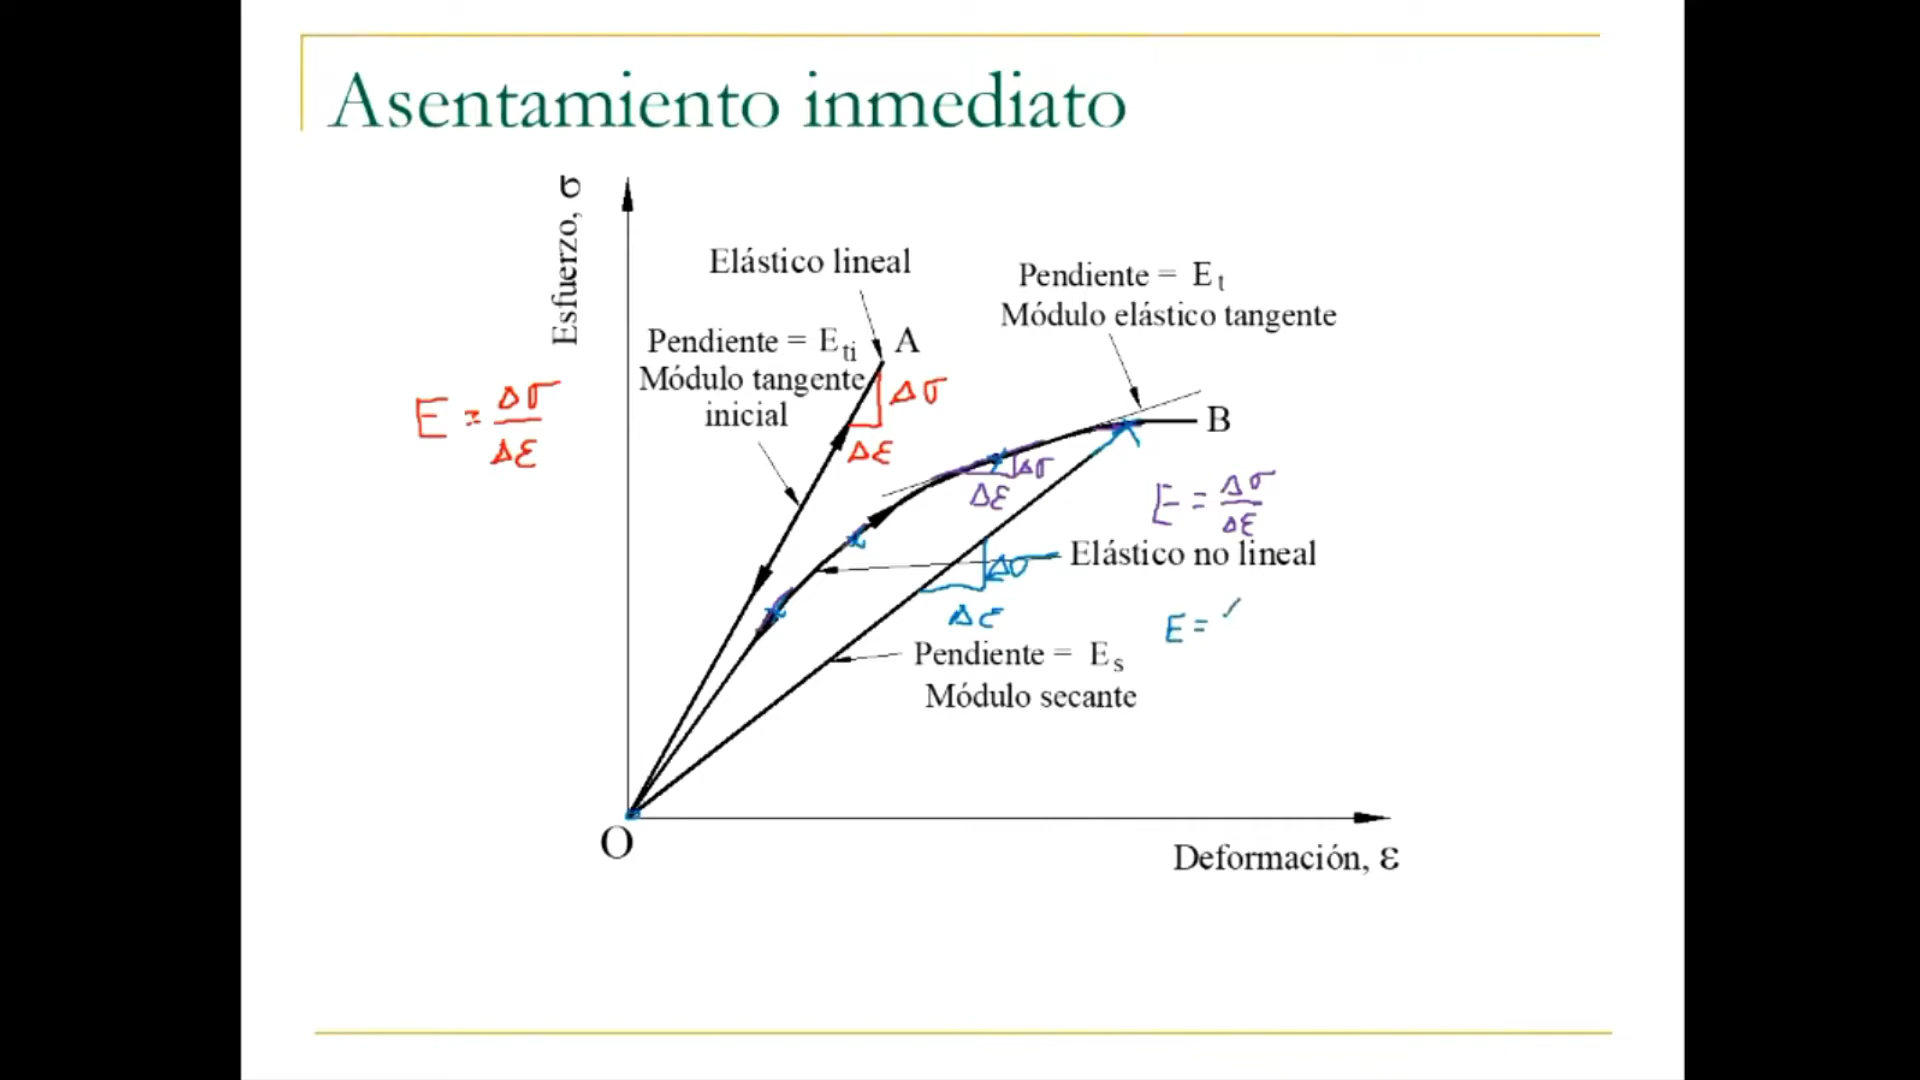 Asentamiento inmediato
Esfuerzo, σ
Elástico lineal
Pendiente = E_t
Módulo elástico tangente
Pendiente = E_ti
Módulo tangente
inicial
A
E = Δσ/Δε
Δσ
Δε
B
Δσ
Δε
E = Δσ/Δε
Elástico no lineal
Δσ
Δε
E =
Pendiente = E_s
Módulo secante
O
Deformación, ε